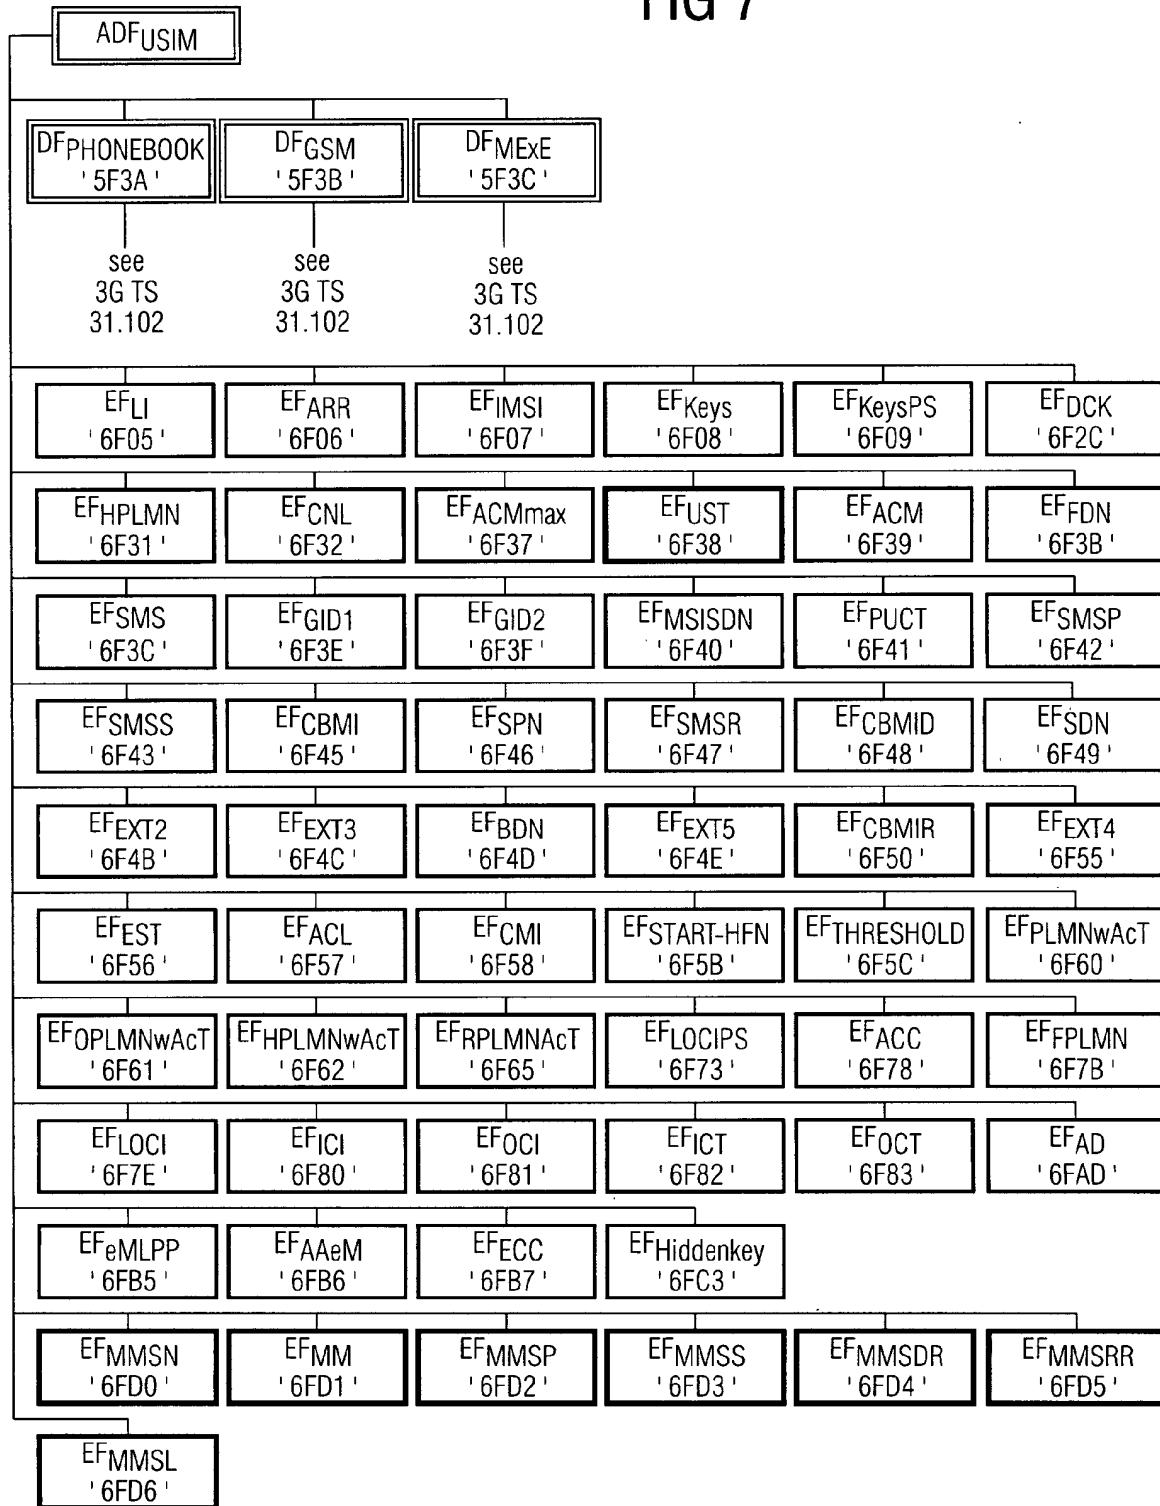 FIG 7
ADFUSIM
DFPHONEBOOK DFGSM DFMExE
'5F3A' '5F3B' '5F3C'
see see see
3G TS 3G TS 3G TS
31.102 31.102 31.102
EFLI EFARR EFIMSI EFKeys EFKeysPS EFDCK
'6F05' '6F06' '6F07' '6F08' '6F09' '6F2C'
EFHPLMN EFCNL EFACMmax EFUST EFACM EFFDN
'6F31' '6F32' '6F37' '6F38' '6F39' '6F3B'
EFSMS EFGID1 EFGID2 EFMSISDN EFPUCT EFSMSP
'6F3C' '6F3E' '6F3F' '6F40' '6F41' '6F42'
EFSMSS EFCBMI EFSPN EFSMSR EFCBMID EFSDN
'6F43' '6F45' '6F46' '6F47' '6F48' '6F49'
EFEXT2 EFEXT3 EFBDN EFEXT5 EFCBMIR EFEXT4
'6F4B' '6F4C' '6F4D' '6F4E' '6F50' '6F55'
EFEST EFACL EFCMI EFSTART-HFN EFTHRESHOLD EFPLMNwAcT
'6F56' '6F57' '6F58' '6F5B' '6F5C' '6F60'
EFOPLMNwAcT EFHPLMNwAcT EFRPLMNAcT EFLOCIPS EFACC EFFPLMN
'6F61' '6F62' '6F65' '6F73' '6F78' '6F7B'
EFLOCI EFICI EFOCI EFICT EFOCT EFAD
'6F7E' '6F80' '6F81' '6F82' '6F83' '6FAD'
EFeMLPP EFAAeM EFECC EFHiddenkey
'6FB5' '6FB6' '6FB7' '6FC3'
EFMMSN EFMM EFMMSP EFMMSS EFMMSDR EFMMSRR
'6FD0' '6FD1' '6FD2' '6FD3' '6FD4' '6FD5'
EFMMSL
'6FD6'